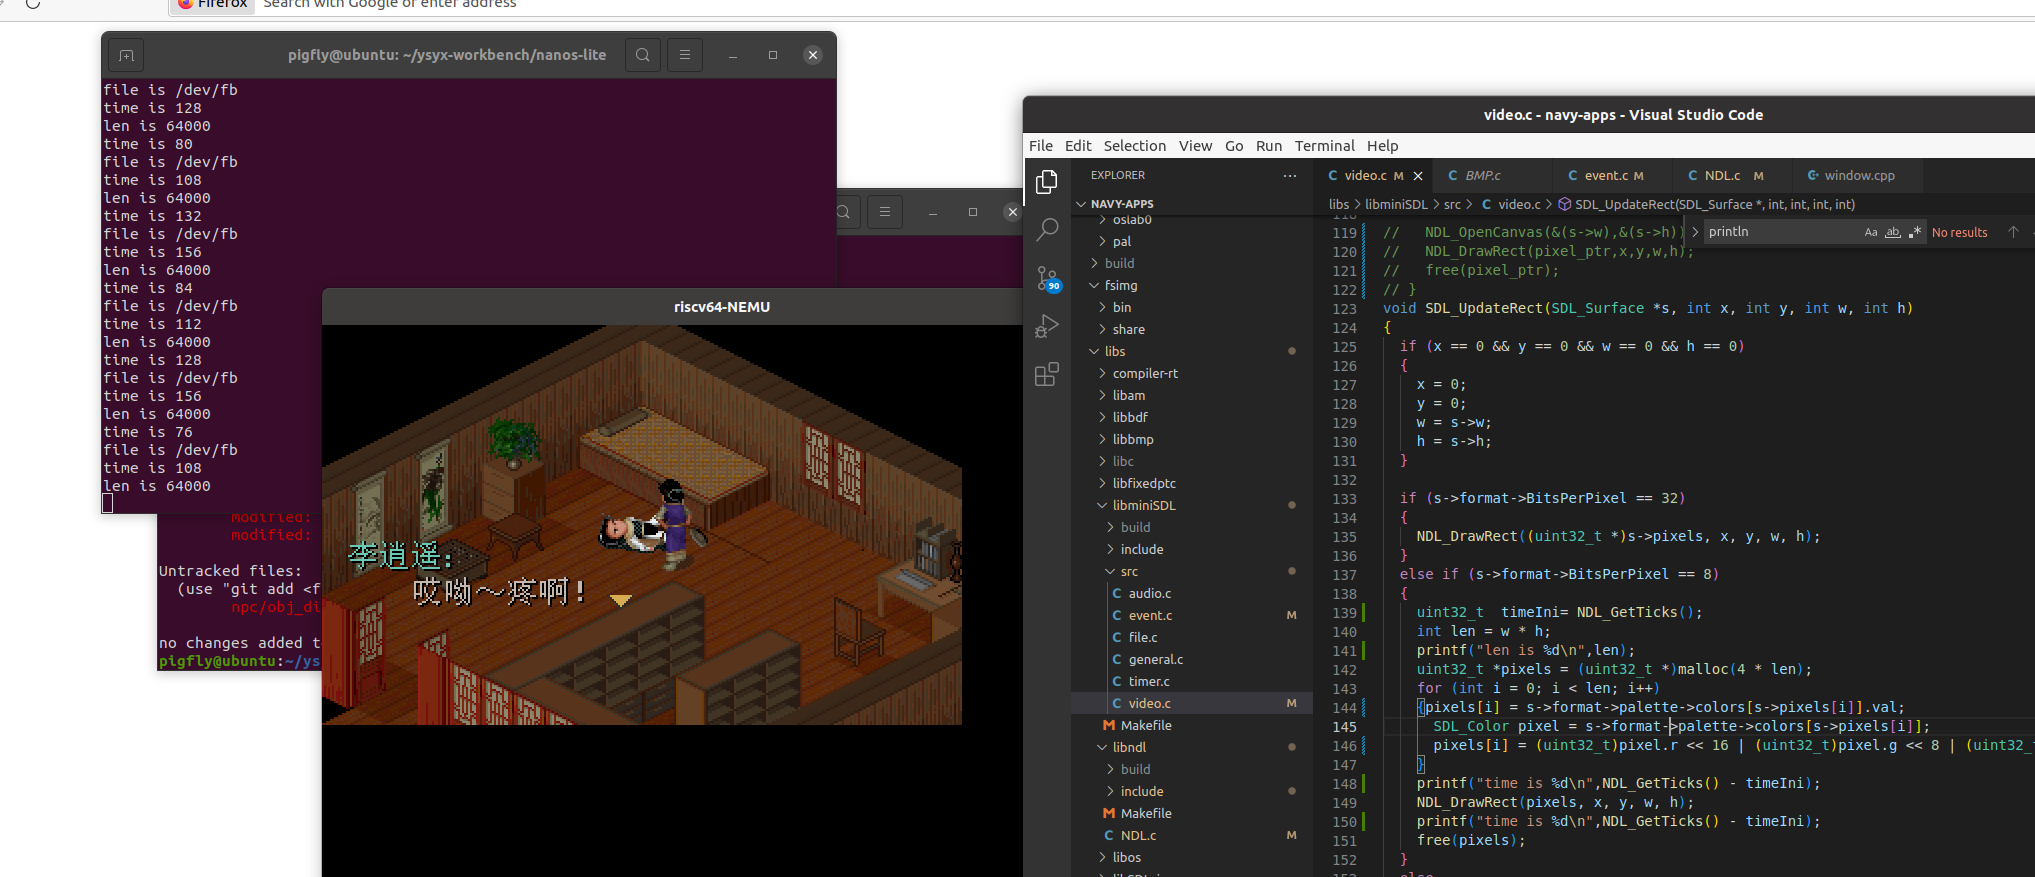 Firefox
Search with Google or enter address
pigfly@ubuntu: ~/ysyx-workbench/nanos-lite
file is /dev/fb
time is 128
len is 64000
time is 80
file is /dev/fb
time is 108
len is 64000
time is 132
file is /dev/fb
time is 156
len is 64000
time is 84
file is /dev/fb
time is 112
len is 64000
time is 128
file is /dev/fb
time is 156
len is 64000
time is 76
file is /dev/fb
time is 108
len is 64000
modified:
modified:
Untracked files:
(use "git add <f
npc/obj_di
no changes added t
pigfly@ubuntu:~/ys
riscv64-NEMU
李逍遥:
哎呦～疼啊!
video.c - navy-apps - Visual Studio Code
File Edit Selection View Go Run Terminal Help
EXPLORER
NAVY-APPS
oslab0
pal
build
fsimg
bin
share
libs
compiler-rt
libam
libbdf
libbmp
libc
libfixedptc
libminiSDL
build
include
src
C audio.c
C event.c M
C file.c
C general.c
C timer.c
C video.c M
M Makefile
libndl
build
include
M Makefile
C NDL.c M
libos
90
C video.c M
C BMP.c
C event.c M
C NDL.c M
window.cpp
libs > libminiSDL > src > C video.c > SDL_UpdateRect(SDL_Surface *, int, int, int, int)
println
Aa ab .*
No results
119 //   NDL_OpenCanvas(&(s->w),&(s->h))
120 //   NDL_DrawRect(pixel_ptr,x,y,w,h);
121 //   free(pixel_ptr);
122 // }
123 void SDL_UpdateRect(SDL_Surface *s, int x, int y, int w, int h)
124 {
125   if (x == 0 && y == 0 && w == 0 && h == 0)
126   {
127     x = 0;
128     y = 0;
129     w = s->w;
130     h = s->h;
131   }
132
133   if (s->format->BitsPerPixel == 32)
134   {
135     NDL_DrawRect((uint32_t *)s->pixels, x, y, w, h);
136   }
137   else if (s->format->BitsPerPixel == 8)
138   {
139     uint32_t  timeIni= NDL_GetTicks();
140     int len = w * h;
141     printf("len is %d\n",len);
142     uint32_t *pixels = (uint32_t *)malloc(4 * len);
143     for (int i = 0; i < len; i++)
144     {pixels[i] = s->format->palette->colors[s->pixels[i]].val;
145       SDL_Color pixel = s->format->palette->colors[s->pixels[i]];
146       pixels[i] = (uint32_t)pixel.r << 16 | (uint32_t)pixel.g << 8 | (uint32_
147     }
148     printf("time is %d\n",NDL_GetTicks() - timeIni);
149     NDL_DrawRect(pixels, x, y, w, h);
150     printf("time is %d\n",NDL_GetTicks() - timeIni);
151     free(pixels);
152   }